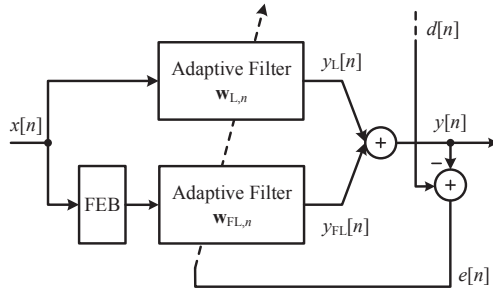 d[n]
Adaptive Filter
w_{L,n}
y_L[n]
x[n]
+
y[n]
−
FEB
Adaptive Filter
w_{FL,n}
+
y_{FL}[n]
e[n]